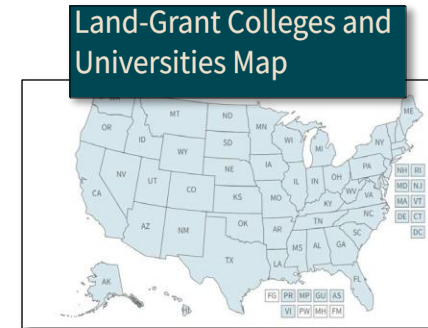 Land-Grant Colleges and
Universities Map
ME
MT
ND
OR
MN
ID
SD
WI
NY
WY
MI
IA
PA
NE
NH RI
NV
IL
IN
OH
MD NJ
UT
CO
WV
VA
CA
KS
MO
KY
MA VT
NC
DE CT
TN
OK
DC
AZ
NM
AR
SC
MS
AL
GA
TX
LA
AK
FL
FG PR MP GU AS
VI PW MH FM